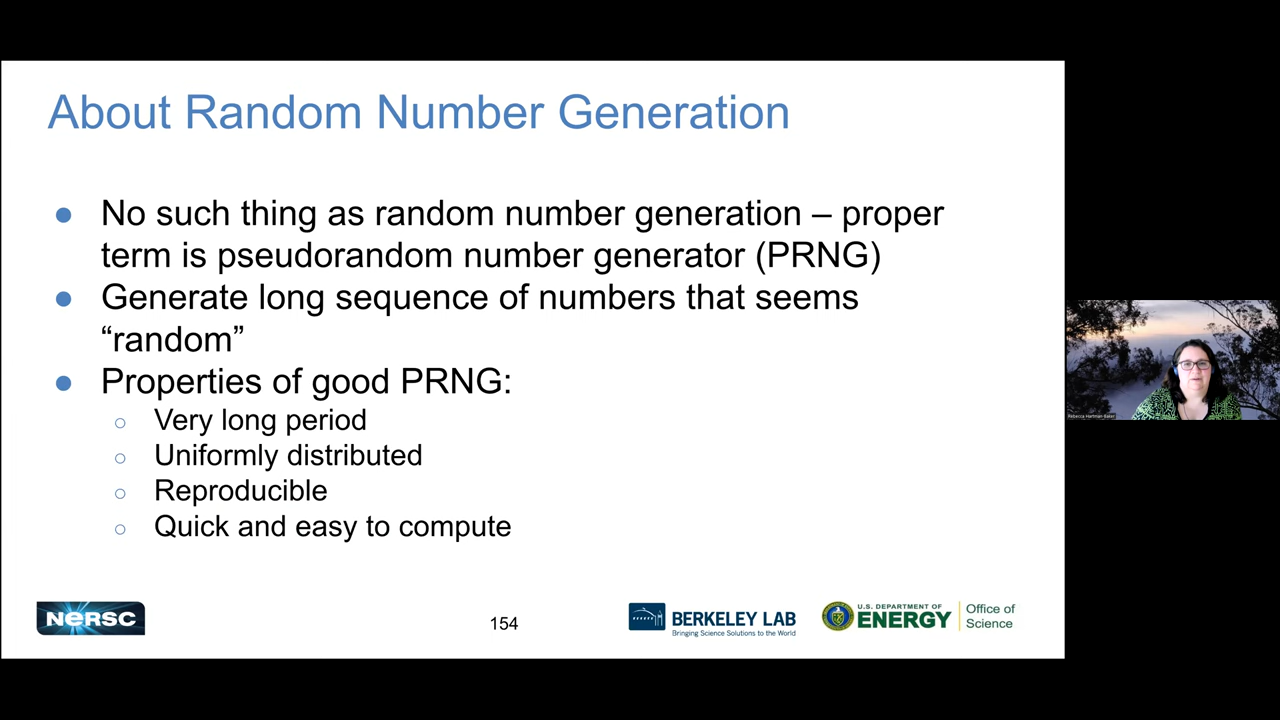 About Random Number Generation
● No such thing as random number generation – proper
term is pseudorandom number generator (PRNG)
● Generate long sequence of numbers that seems
“random”
● Properties of good PRNG:
○ Very long period
○ Uniformly distributed
○ Reproducible
○ Quick and easy to compute
NERSC
154
BERKELEY LAB
Bringing Science Solutions to the World
U.S. DEPARTMENT OF
ENERGY
Office of
Science
Rebecca Hartman-Baker